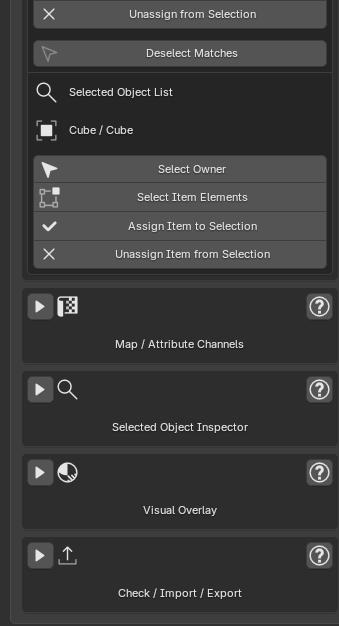 Unassign from Selection
Deselect Matches
Selected Object List
Cube / Cube
Select Owner
Select Item Elements
Assign Item to Selection
Unassign Item from Selection
?
Map / Attribute Channels
?
Selected Object Inspector
?
Visual Overlay
?
Check / Import / Export